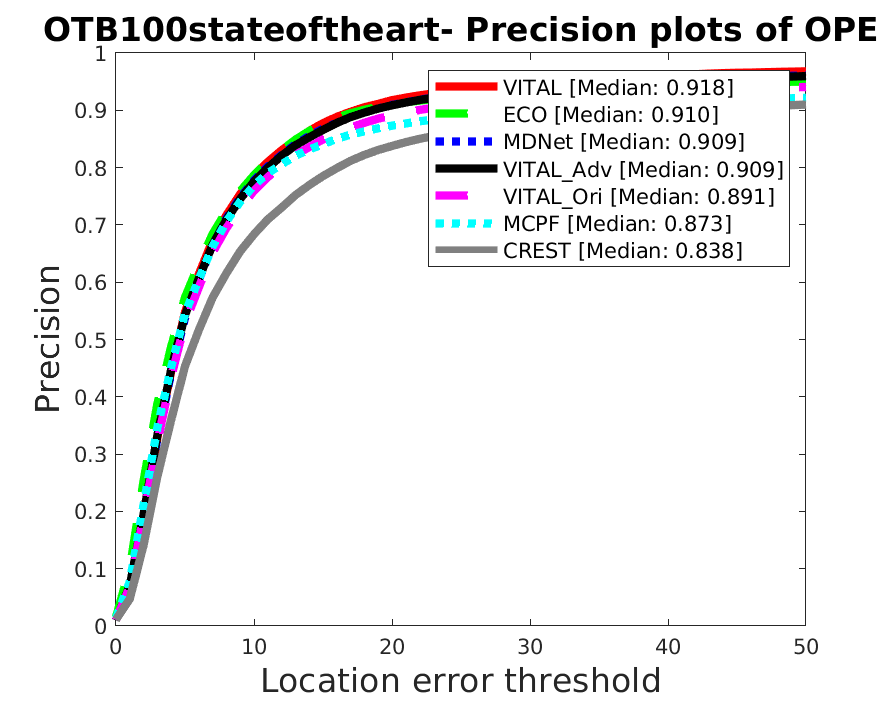 OTB100stateoftheart- Precision plots of OPE
1
0.9
0.8
0.7
0.6
0.5
0.4
0.3
0.2
0.1
0
Precision
VITAL [Median: 0.918]
ECO [Median: 0.910]
MDNet [Median: 0.909]
VITAL_Adv [Median: 0.909]
VITAL_Ori [Median: 0.891]
MCPF [Median: 0.873]
CREST [Median: 0.838]
0 10 20 30 40 50
Location error threshold